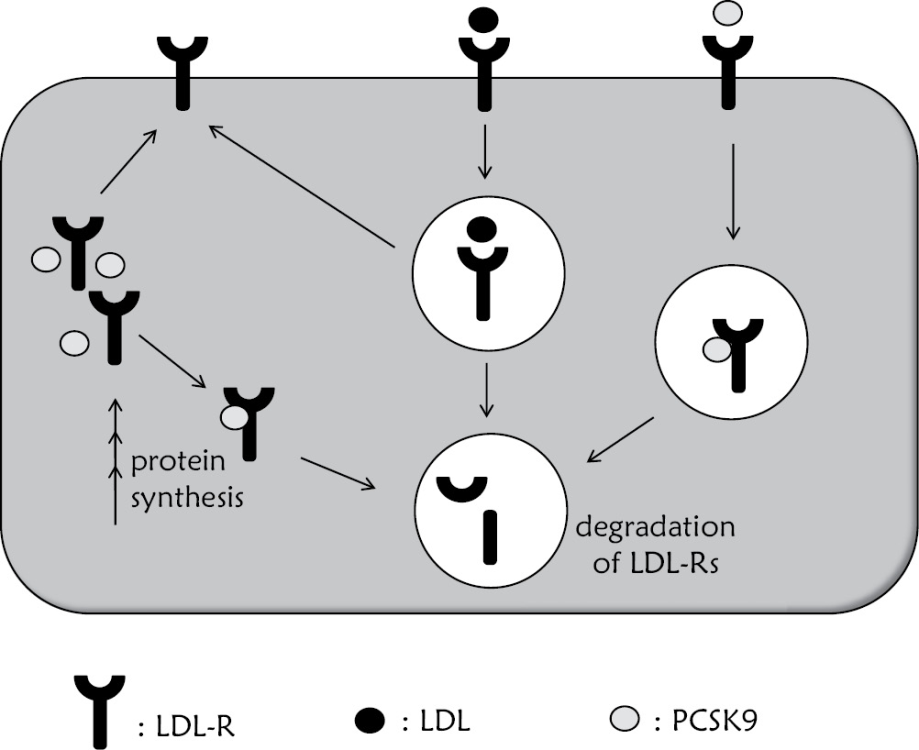 protein
synthesis
degradation
of LDL-Rs
: LDL-R
: LDL
: PCSK9